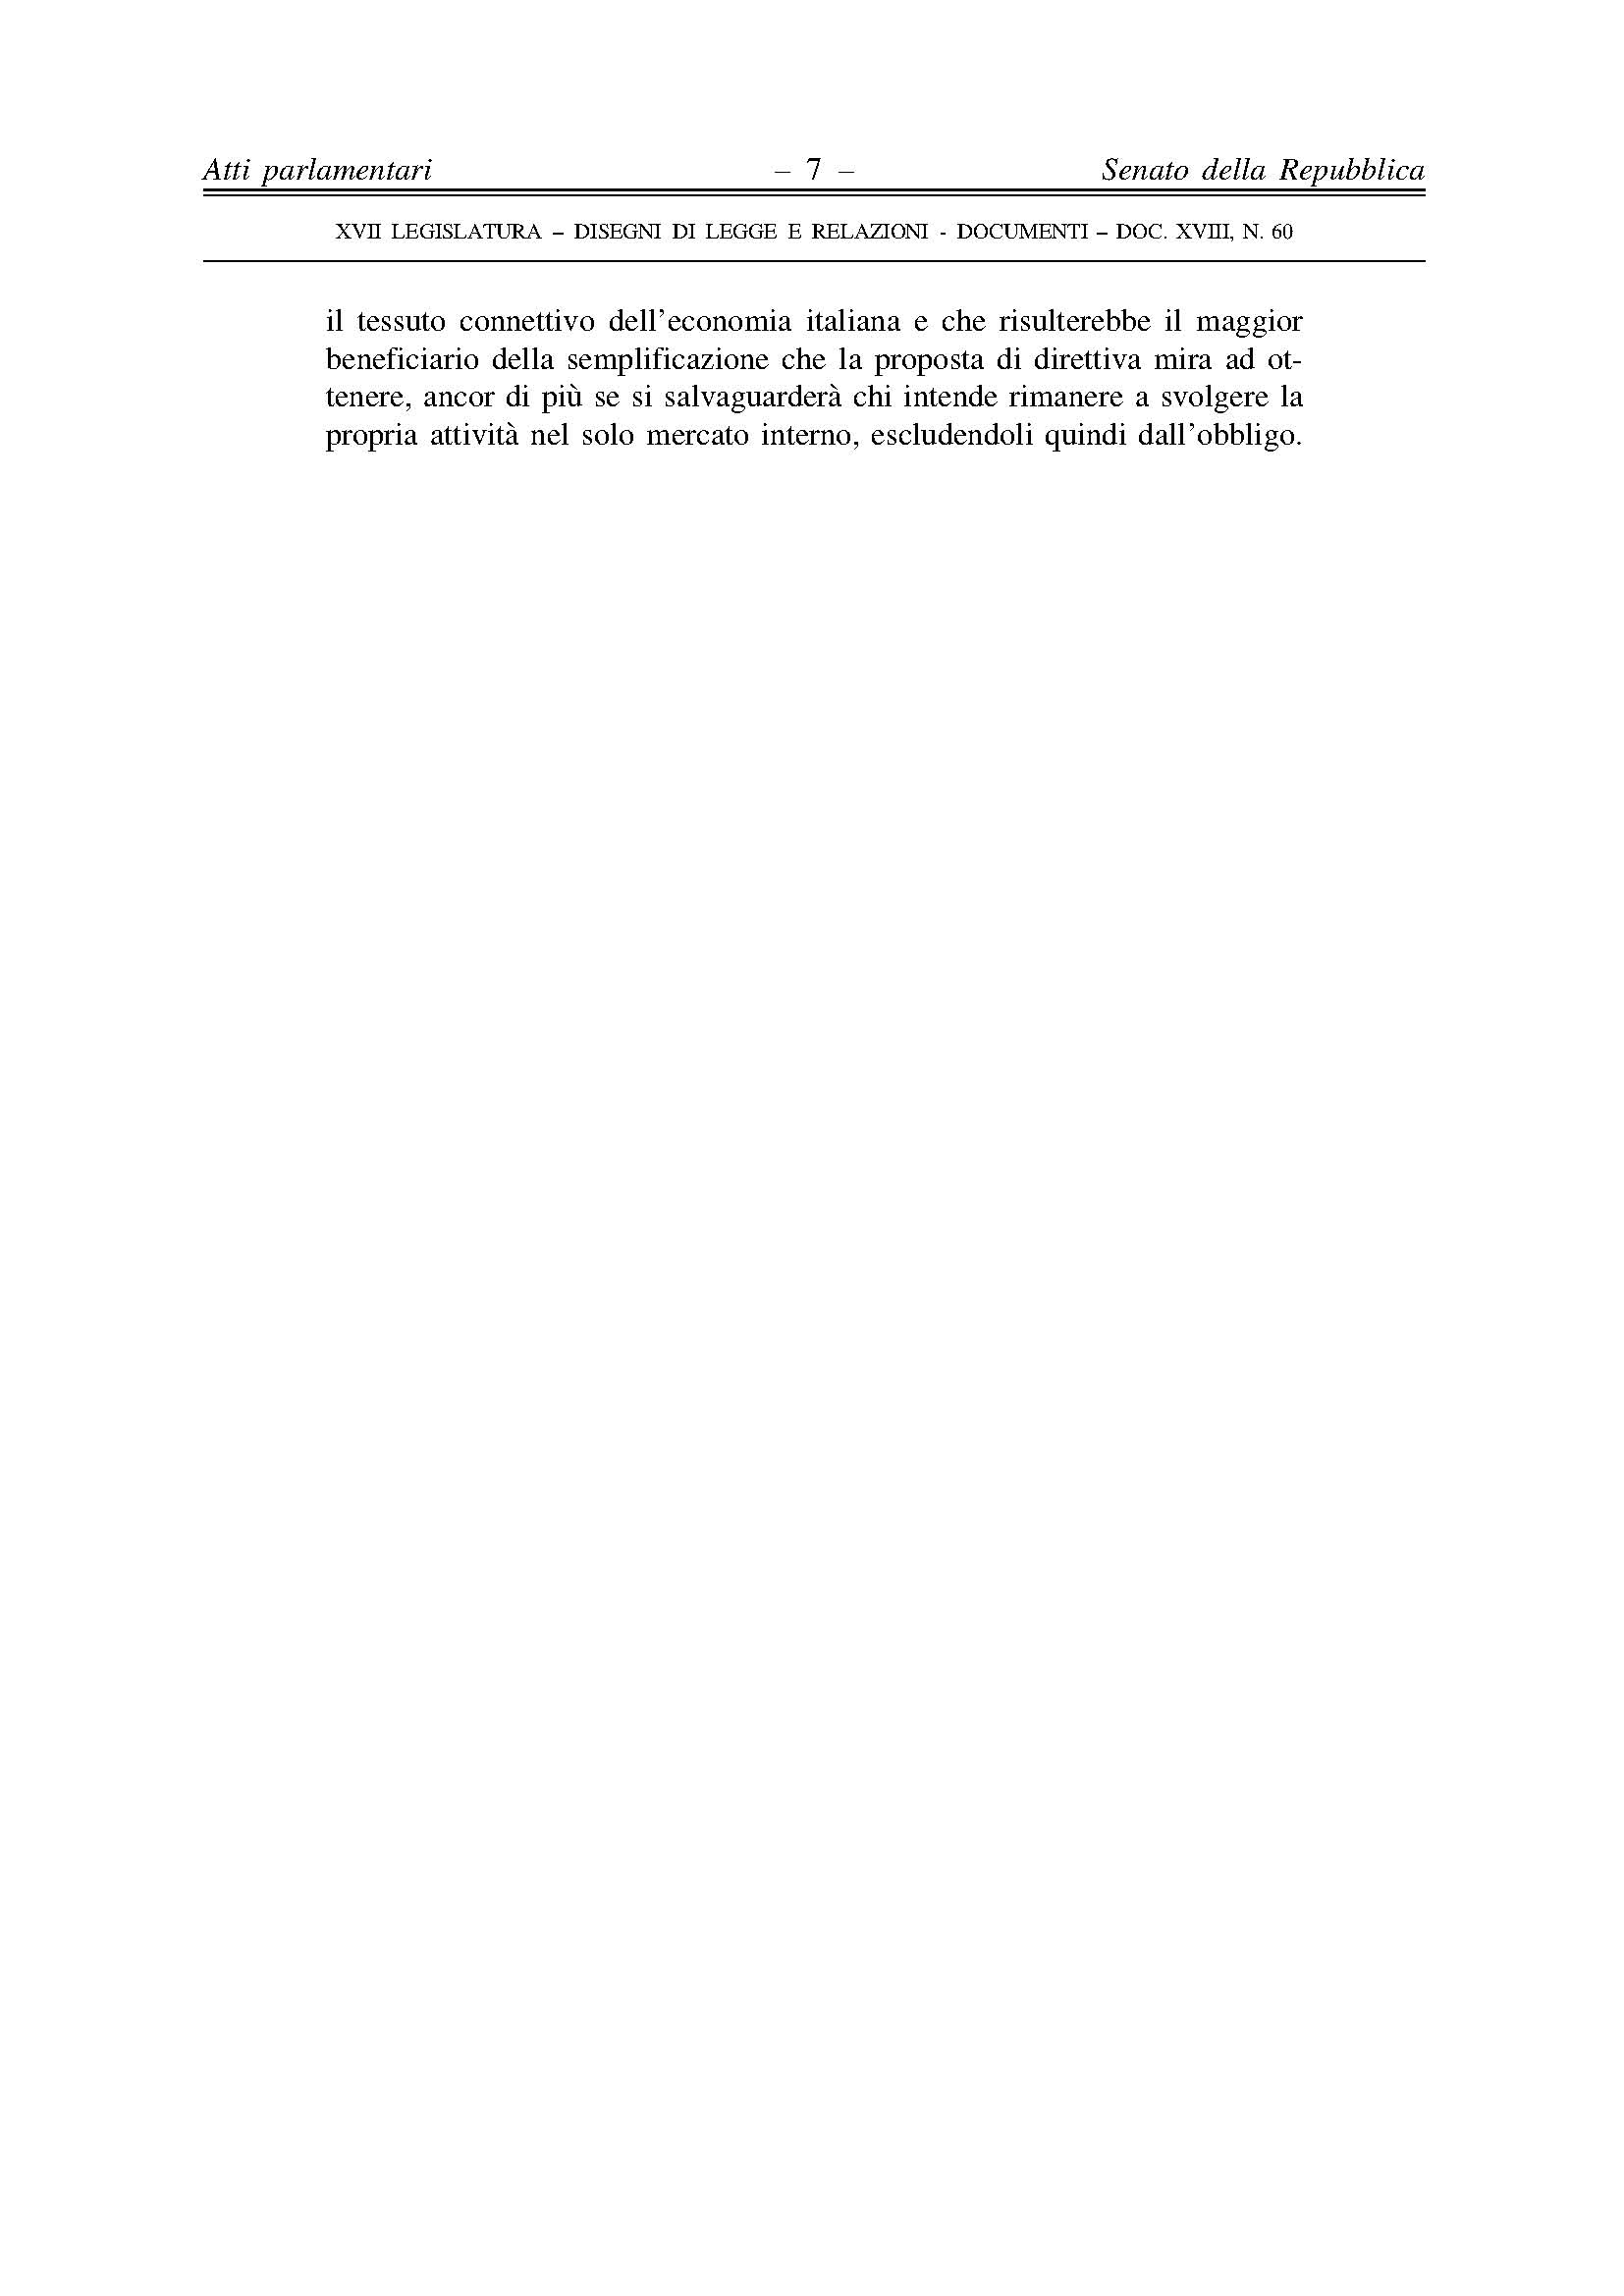 Atti parlamentari – 7 – Senato della Repubblica
XVII LEGISLATURA – DISEGNI DI LEGGE E RELAZIONI - DOCUMENTI – DOC. XVIII, N. 60
il tessuto connettivo dell’economia italiana e che risulterebbe il maggior
beneficiario della semplificazione che la proposta di direttiva mira ad ot-
tenere, ancor di più se si salvaguarderà chi intende rimanere a svolgere la
propria attività nel solo mercato interno, escludendoli quindi dall’obbligo.